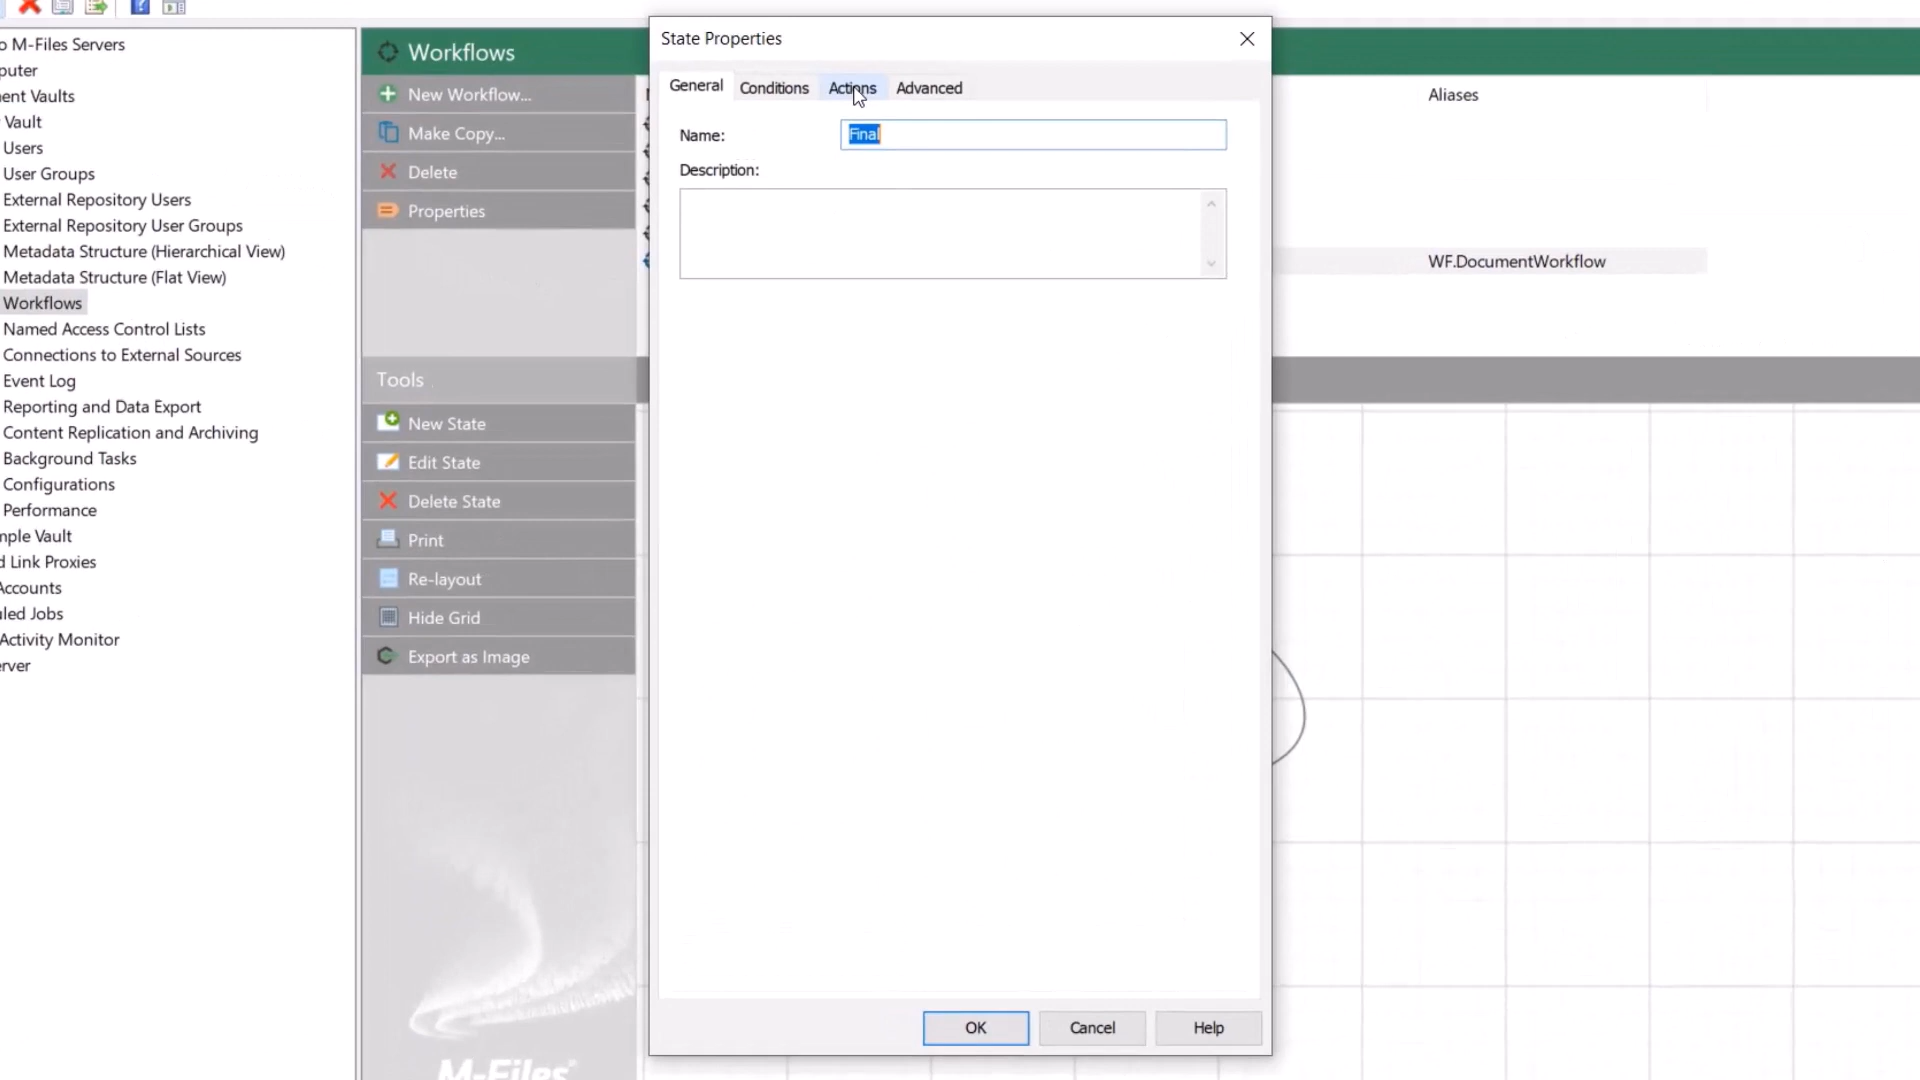 o M-Files Servers
puter
ent Vaults
Vault
Users
User Groups
External Repository Users
External Repository User Groups
Metadata Structure (Hierarchical View)
Metadata Structure (Flat View)
Workflows
Named Access Control Lists
Connections to External Sources
Event Log
Reporting and Data Export
Content Replication and Archiving
Background Tasks
Configurations
Performance
mple Vault
d Link Proxies
Accounts
uled Jobs
Activity Monitor
erver
Workflows
New Workflow...
Make Copy...
Delete
Properties
Tools
New State
Edit State
Delete State
Print
Re-layout
Hide Grid
Export as Image
M-Files
State Properties
General Conditions Actions Advanced
Name: Final
Description:
OK Cancel Help
Aliases
WF.DocumentWorkflow